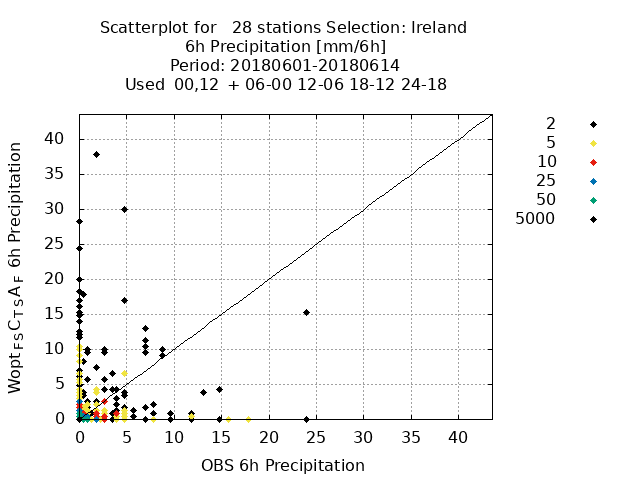 Scatterplot for   28 stations Selection: Ireland
6h Precipitation [mm/6h]
Period: 20180601-20180614
Used  00,12  + 06-00 12-06 18-12 24-18
2
5
10
25
50
5000
40
35
30
25
20
15
10
5
0
Wopt FS C T S A F 6h Precipitation
0 5 10 15 20 25 30 35 40
OBS 6h Precipitation